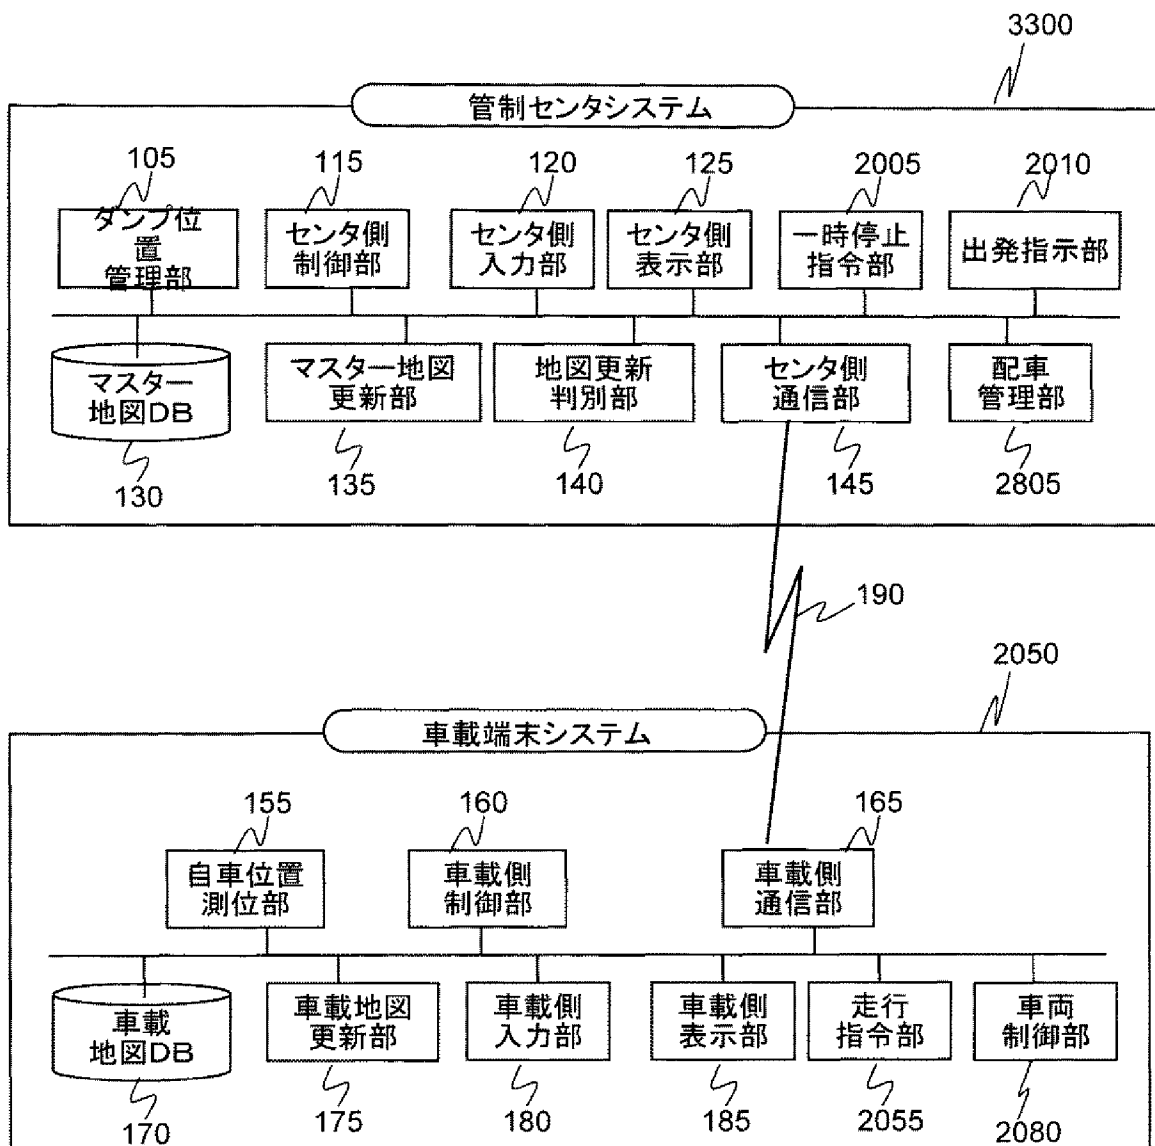 3300
管制センタシステム
105
115
120
125
2005
2010
ダンプ位
置
管理部
センタ側
制御部
センタ側
入力部
センタ側
表示部
一時停止
指令部
出発指示部
マスター
地図DB
マスター地図
更新部
地図更新
判別部
センタ側
通信部
配車
管理部
130
135
140
145
2805
190
2050
車載端末システム
155
160
165
自車位置
測位部
車載側
制御部
車載側
通信部
車載
地図DB
車載地図
更新部
車載側
入力部
車載側
表示部
走行
指令部
車両
制御部
170
175
180
185
2055
2080